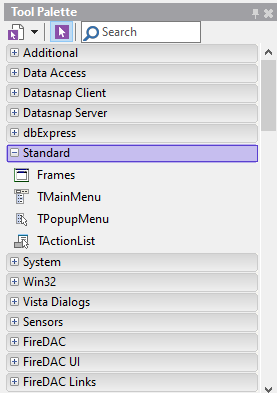 Tool Palette
Search
Additional
Data Access
Datasnap Client
Datasnap Server
dbExpress
Standard
Frames
TMainMenu
TPopupMenu
TActionList
System
Win32
Vista Dialogs
Sensors
FireDAC
FireDAC UI
FireDAC Links